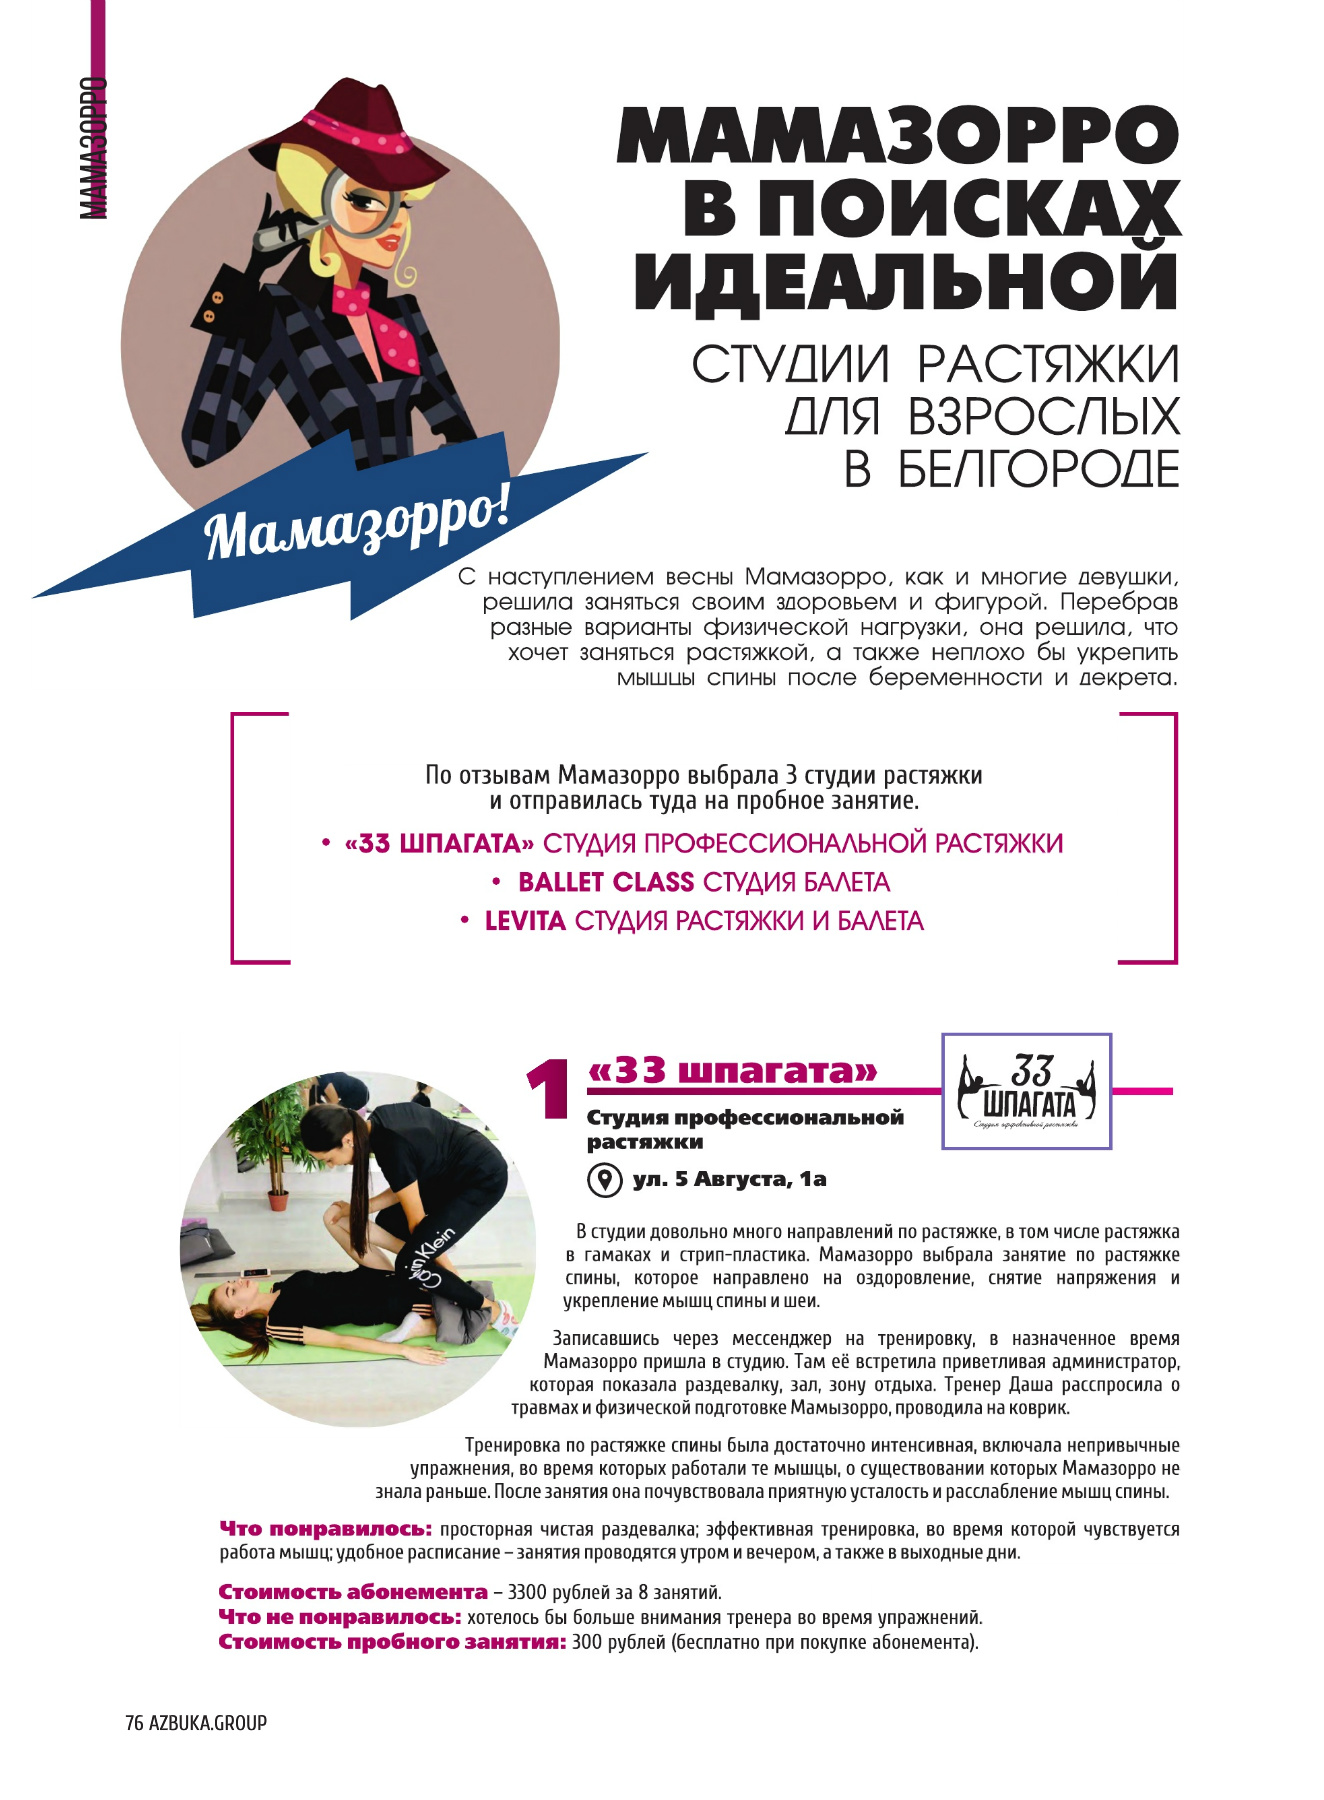 МАМАЗОРРО
МАМАЗОРРО
В ПОИСКАХ
ИДЕАЛЬНОЙ
СТУДИИ РАСТЯЖКИ
ДЛЯ ВЗРОСЛЫХ
В БЕЛГОРОДЕ
Мамазорро!
С наступлением весны Мамазорро, как и многие девушки,
решила заняться своим здоровьем и фигурой. Перебрав
разные варианты физической нагрузки, она решила, что
хочет заняться растяжкой, а также неплохо бы укрепить
мышцы спины после беременности и декрета.
По отзывам Мамазорро выбрала 3 студии растяжки
и отправилась туда на пробное занятие.
• «33 ШПАГАТА» СТУДИЯ ПРОФЕССИОНАЛЬНОЙ РАСТЯЖКИ
• BALLET CLASS СТУДИЯ БАЛЕТА
• LEVITA СТУДИЯ РАСТЯЖКИ И БАЛЕТА
1 «33 шпагата»
33
ШПАГАТА
Студия эффективной растяжки
Студия профессиональной
растяжки
ул. 5 Августа, 1а
Calvin Klein
В студии довольно много направлений по растяжке, в том числе растяжка
в гамаках и стрип-пластика. Мамазорро выбрала занятие по растяжке
спины, которое направлено на оздоровление, снятие напряжения и
укрепление мышц спины и шеи.
Записавшись через мессенджер на тренировку, в назначенное время
Мамазорро пришла в студию. Там её встретила приветливая администратор,
которая показала раздевалку, зал, зону отдыха. Тренер Даша расспросила о
травмах и физической подготовке Мамызорро, проводила на коврик.
Тренировка по растяжке спины была достаточно интенсивная, включала непривычные
упражнения, во время которых работали те мышцы, о существовании которых Мамазорро не
знала раньше. После занятия она почувствовала приятную усталость и расслабление мышц спины.
Что понравилось: просторная чистая раздевалка; эффективная тренировка, во время которой чувствуется
работа мышц; удобное расписание – занятия проводятся утром и вечером, а также в выходные дни.
Стоимость абонемента – 3300 рублей за 8 занятий.
Что не понравилось: хотелось бы больше внимания тренера во время упражнений.
Стоимость пробного занятия: 300 рублей (бесплатно при покупке абонемента).
76 AZBUKA.GROUP